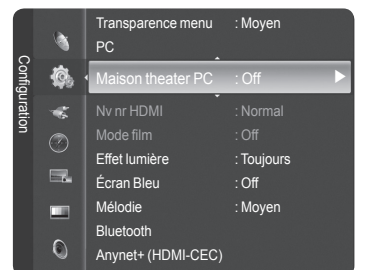 Configuration
Transparence menu : Moyen
PC
Maison theater PC : Off
Nv nr HDMI : Normal
Mode film : Off
Effet lumière : Toujours
Écran Bleu : Off
Mélodie : Moyen
Bluetooth
Anynet+ (HDMI-CEC)